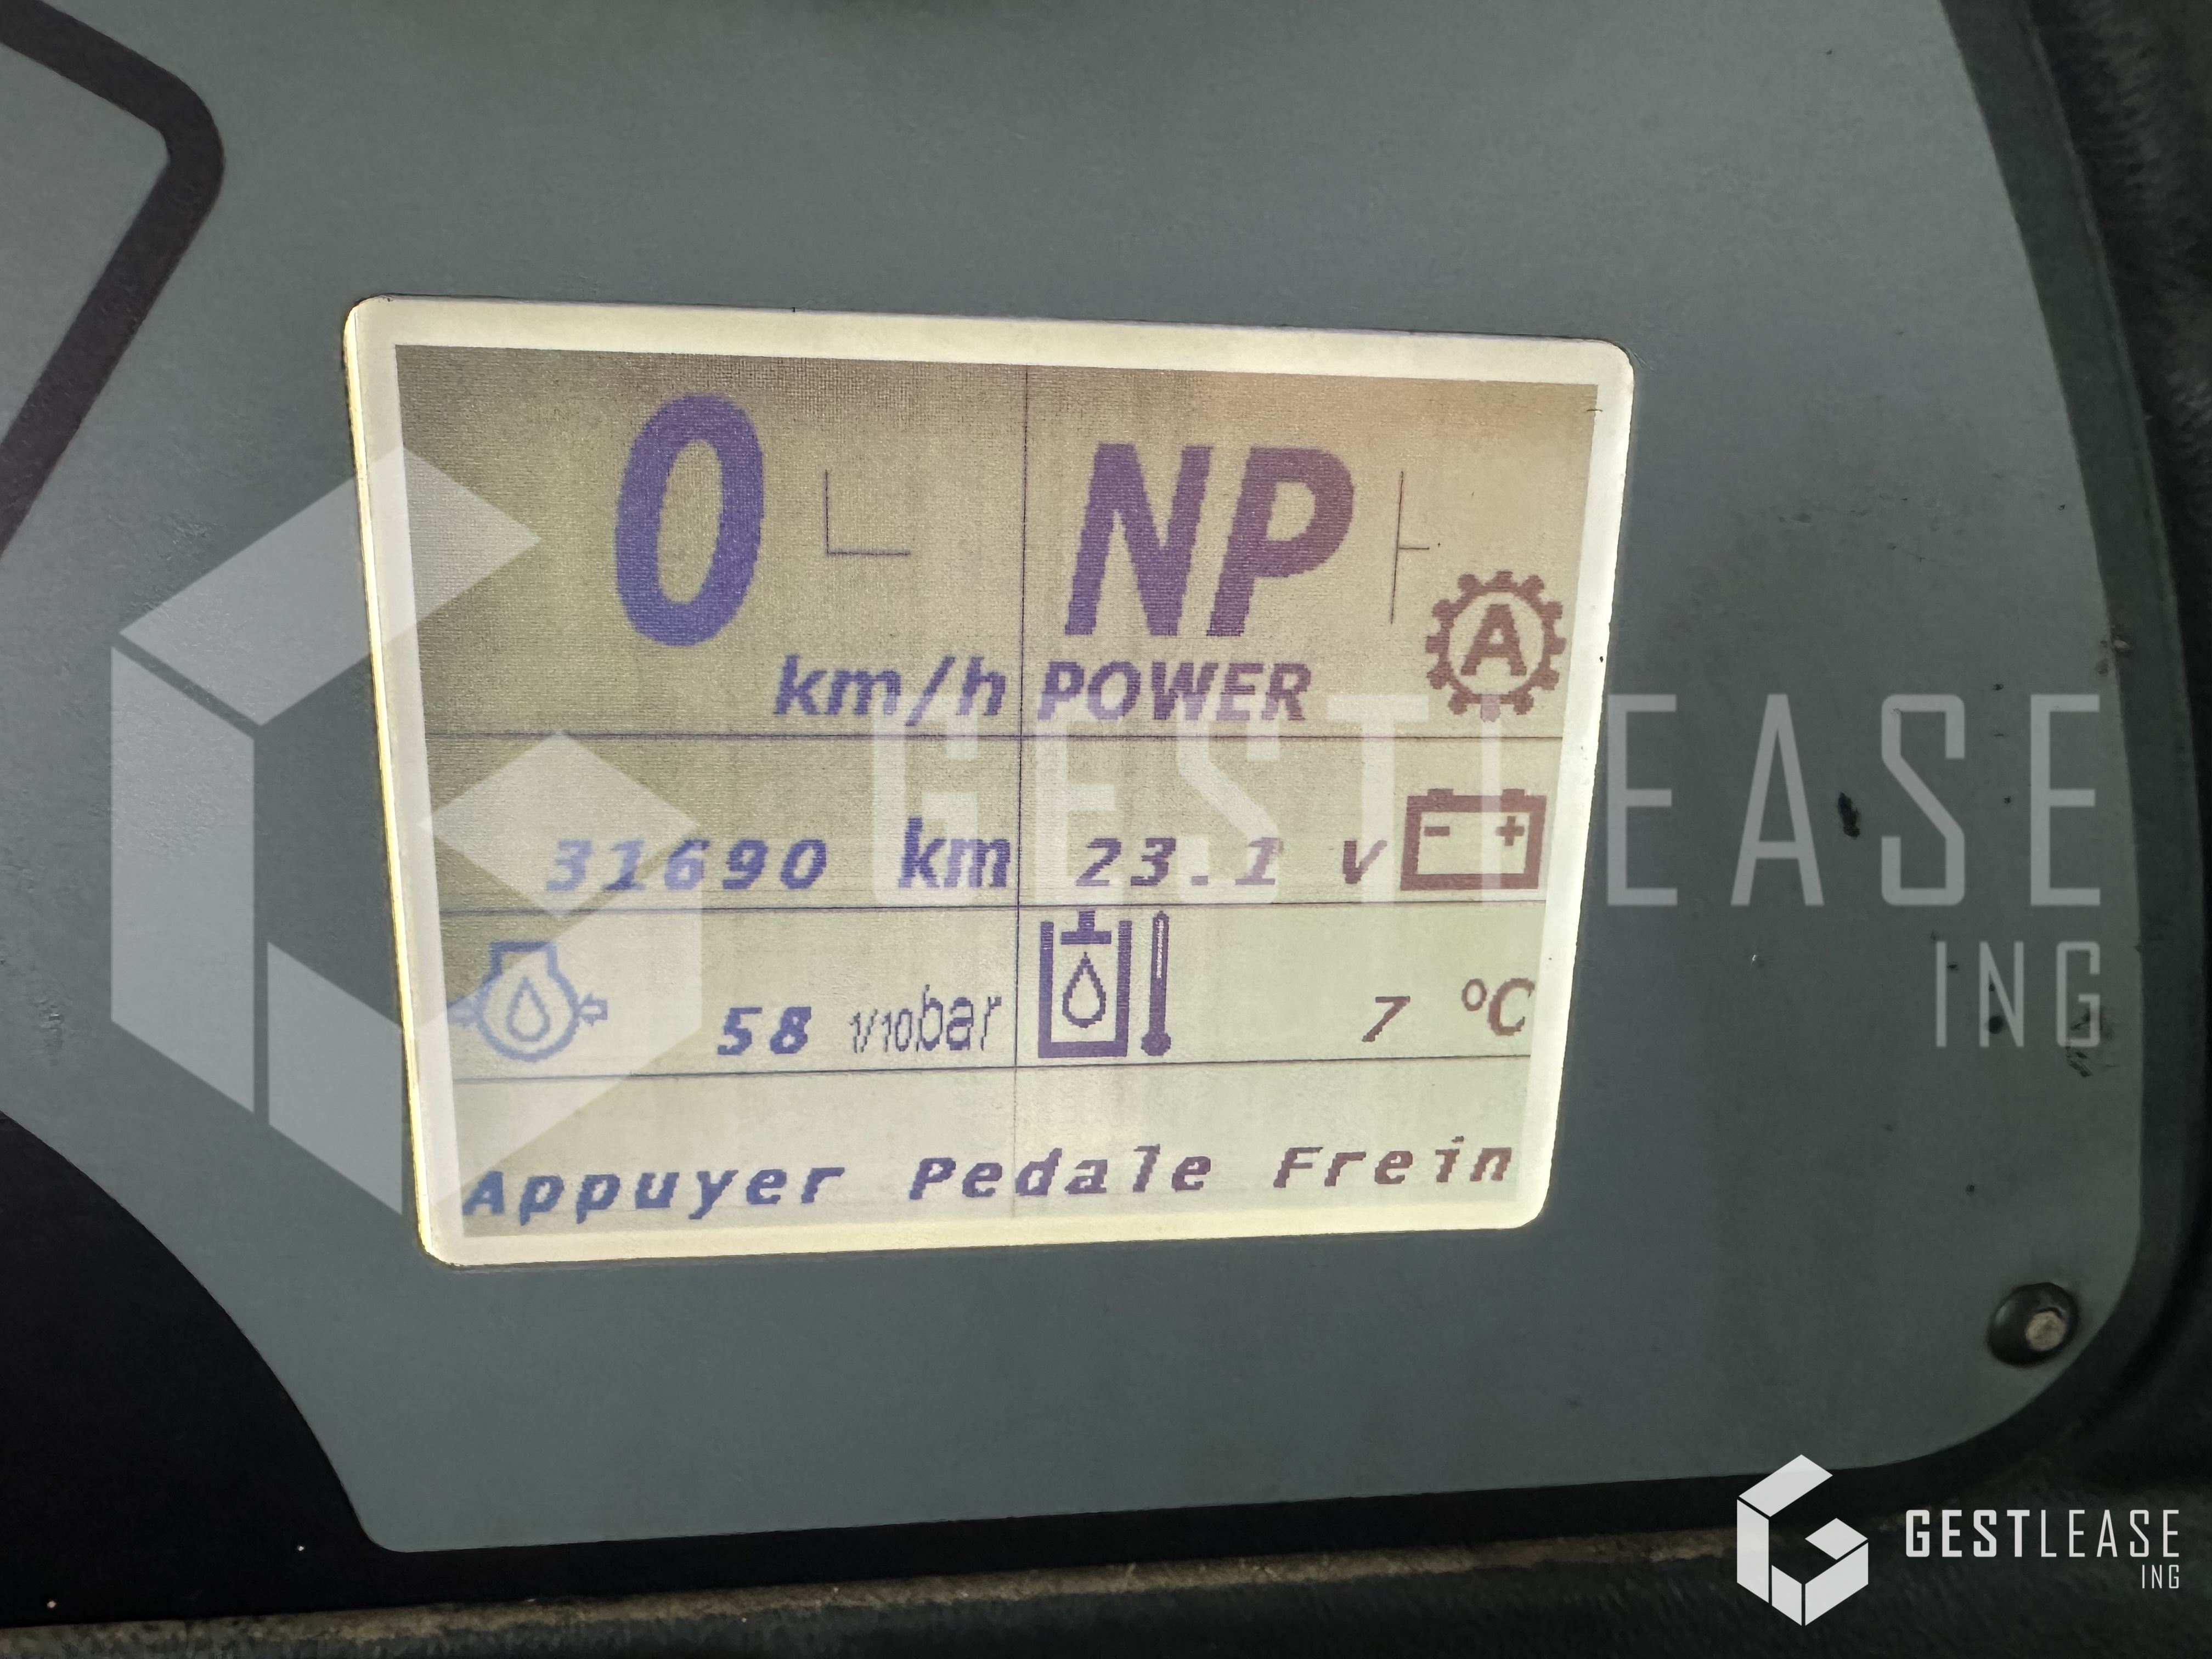 0 NP
km/h POWER A
31690 km 23.1 v - +
58 1/10bar 7 °C
Appuyer Pedale Frein
GESTLEASE
ING
GESTLEASE
ING